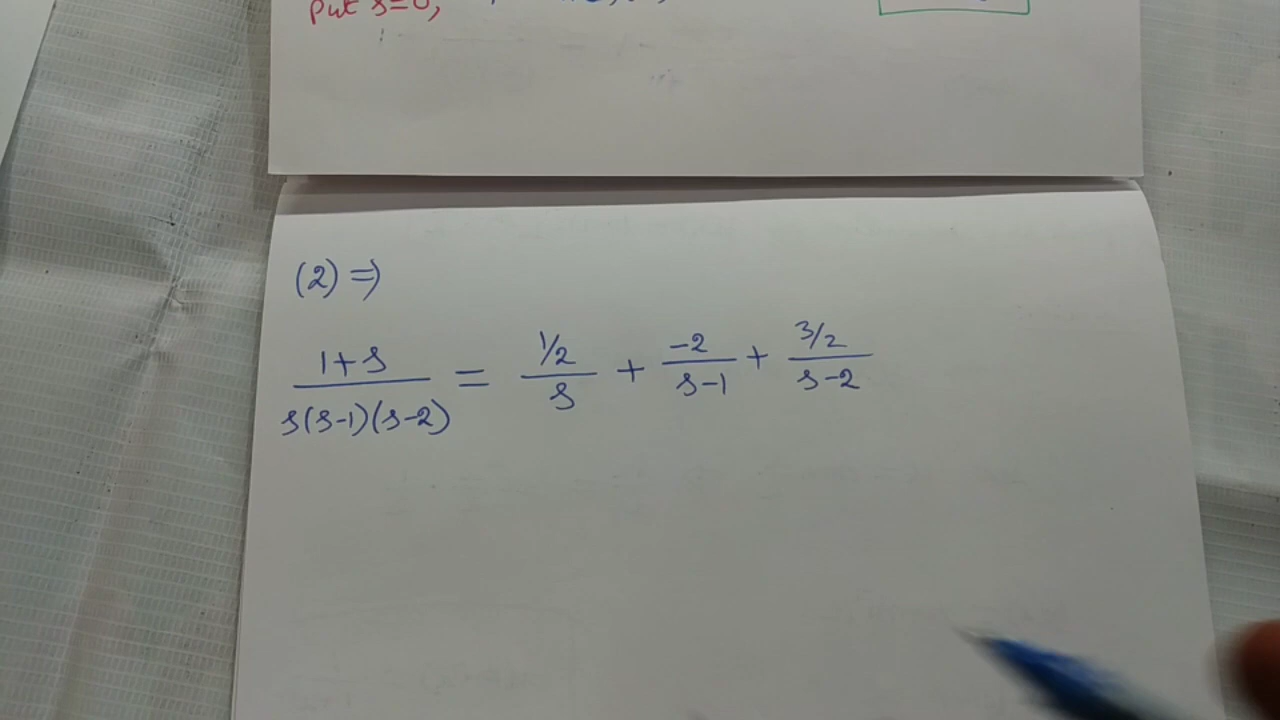 put s=0,
(2) ⇒
1+s / s(s-1)(s-2) = 1/2 / s + -2 / s-1 + 3/2 / s-2